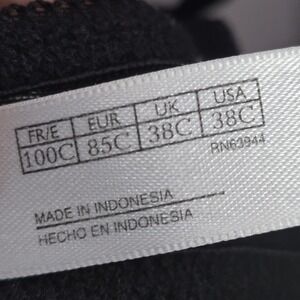 FR/E EUR UK USA
100C 85C 38C 38C
RN63944
MADE IN INDONESIA
HECHO EN INDONESIA